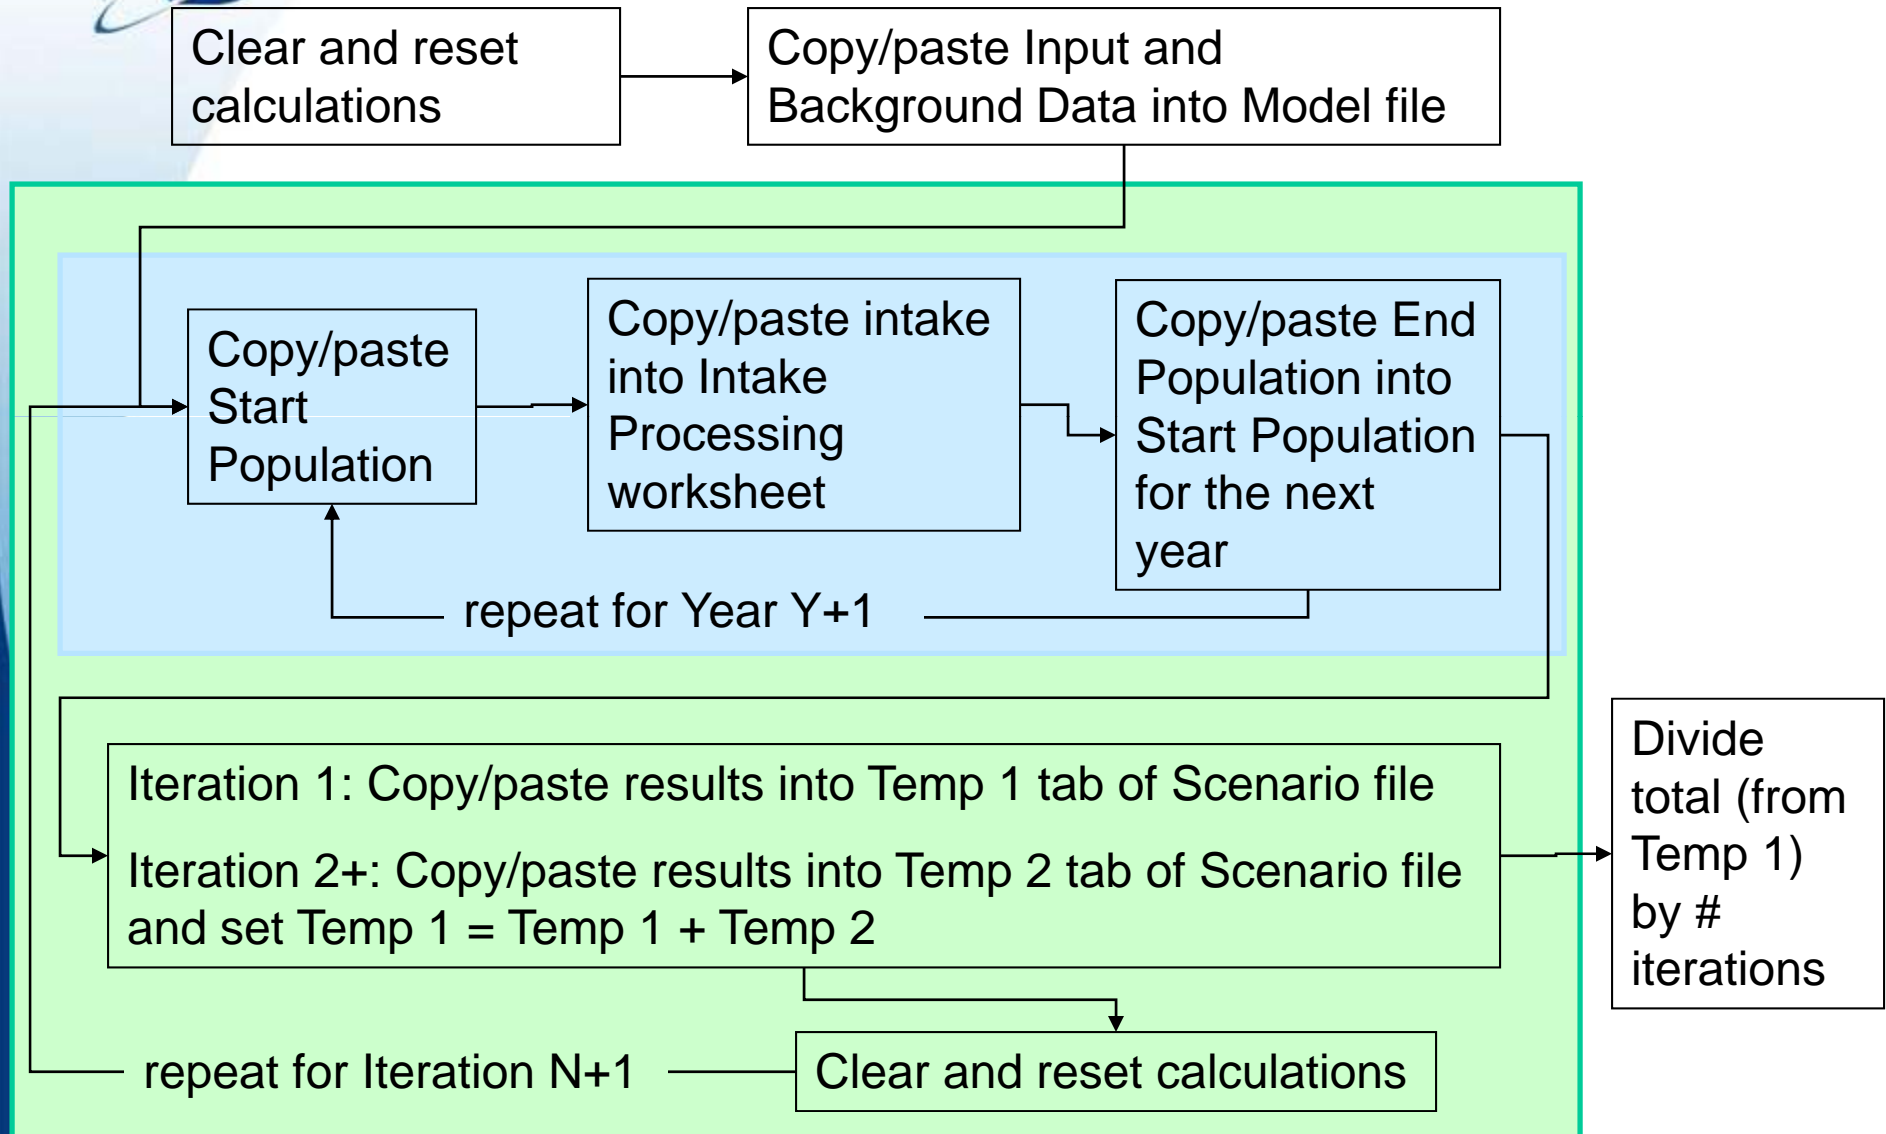 Clear and reset
calculations
Copy/paste Input and
Background Data into Model file
Copy/paste
Start
Population
Copy/paste intake
into Intake
Processing
worksheet
Copy/paste End
Population into
Start Population
for the next
year
repeat for Year Y+1
Iteration 1: Copy/paste results into Temp 1 tab of Scenario file
Iteration 2+: Copy/paste results into Temp 2 tab of Scenario file
and set Temp 1 = Temp 1 + Temp 2
Divide
total (from
Temp 1)
by #
iterations
repeat for Iteration N+1
Clear and reset calculations